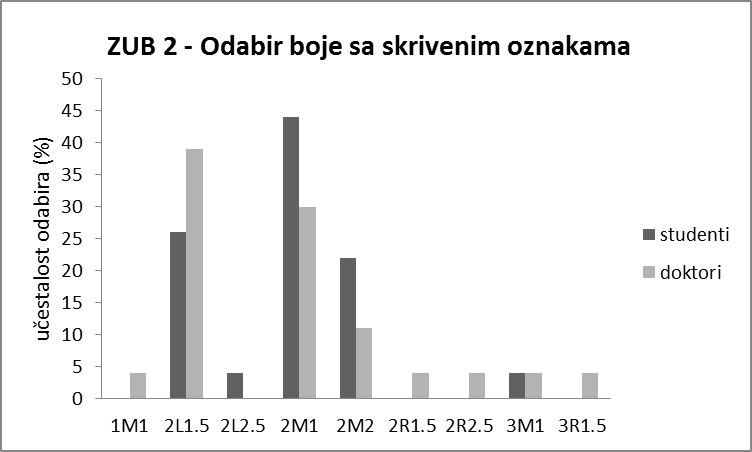 ZUB 2 - Odabir boje sa skrivenim oznakama
učestalost odabira (%)
50
45
40
35
30
25
20
15
10
5
0
1M1 2L1.5 2L2.5 2M1 2M2 2R1.5 2R2.5 3M1 3R1.5
studenti
doktori